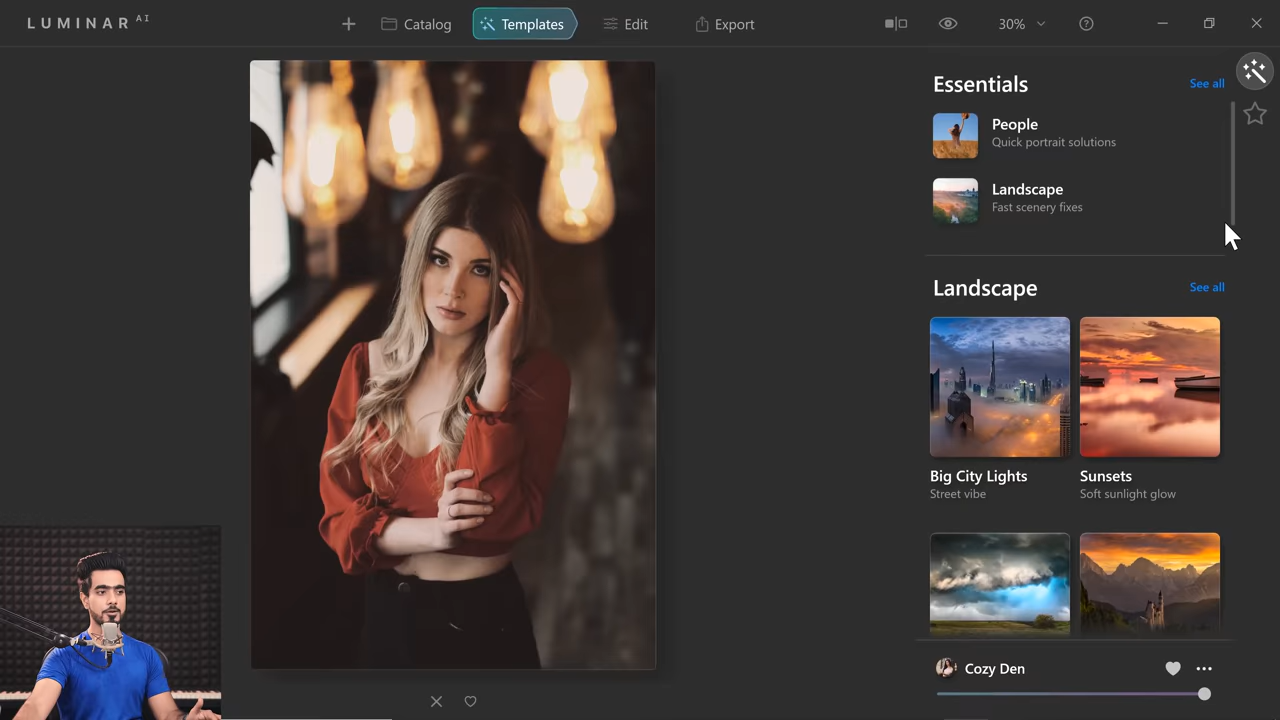 LUMINAR AI
Catalog
Templates
Edit
Export
30%
Essentials
See all
People
Quick portrait solutions
Landscape
Fast scenery fixes
Landscape
See all
Big City Lights
Street vibe
Sunsets
Soft sunlight glow
Cozy Den